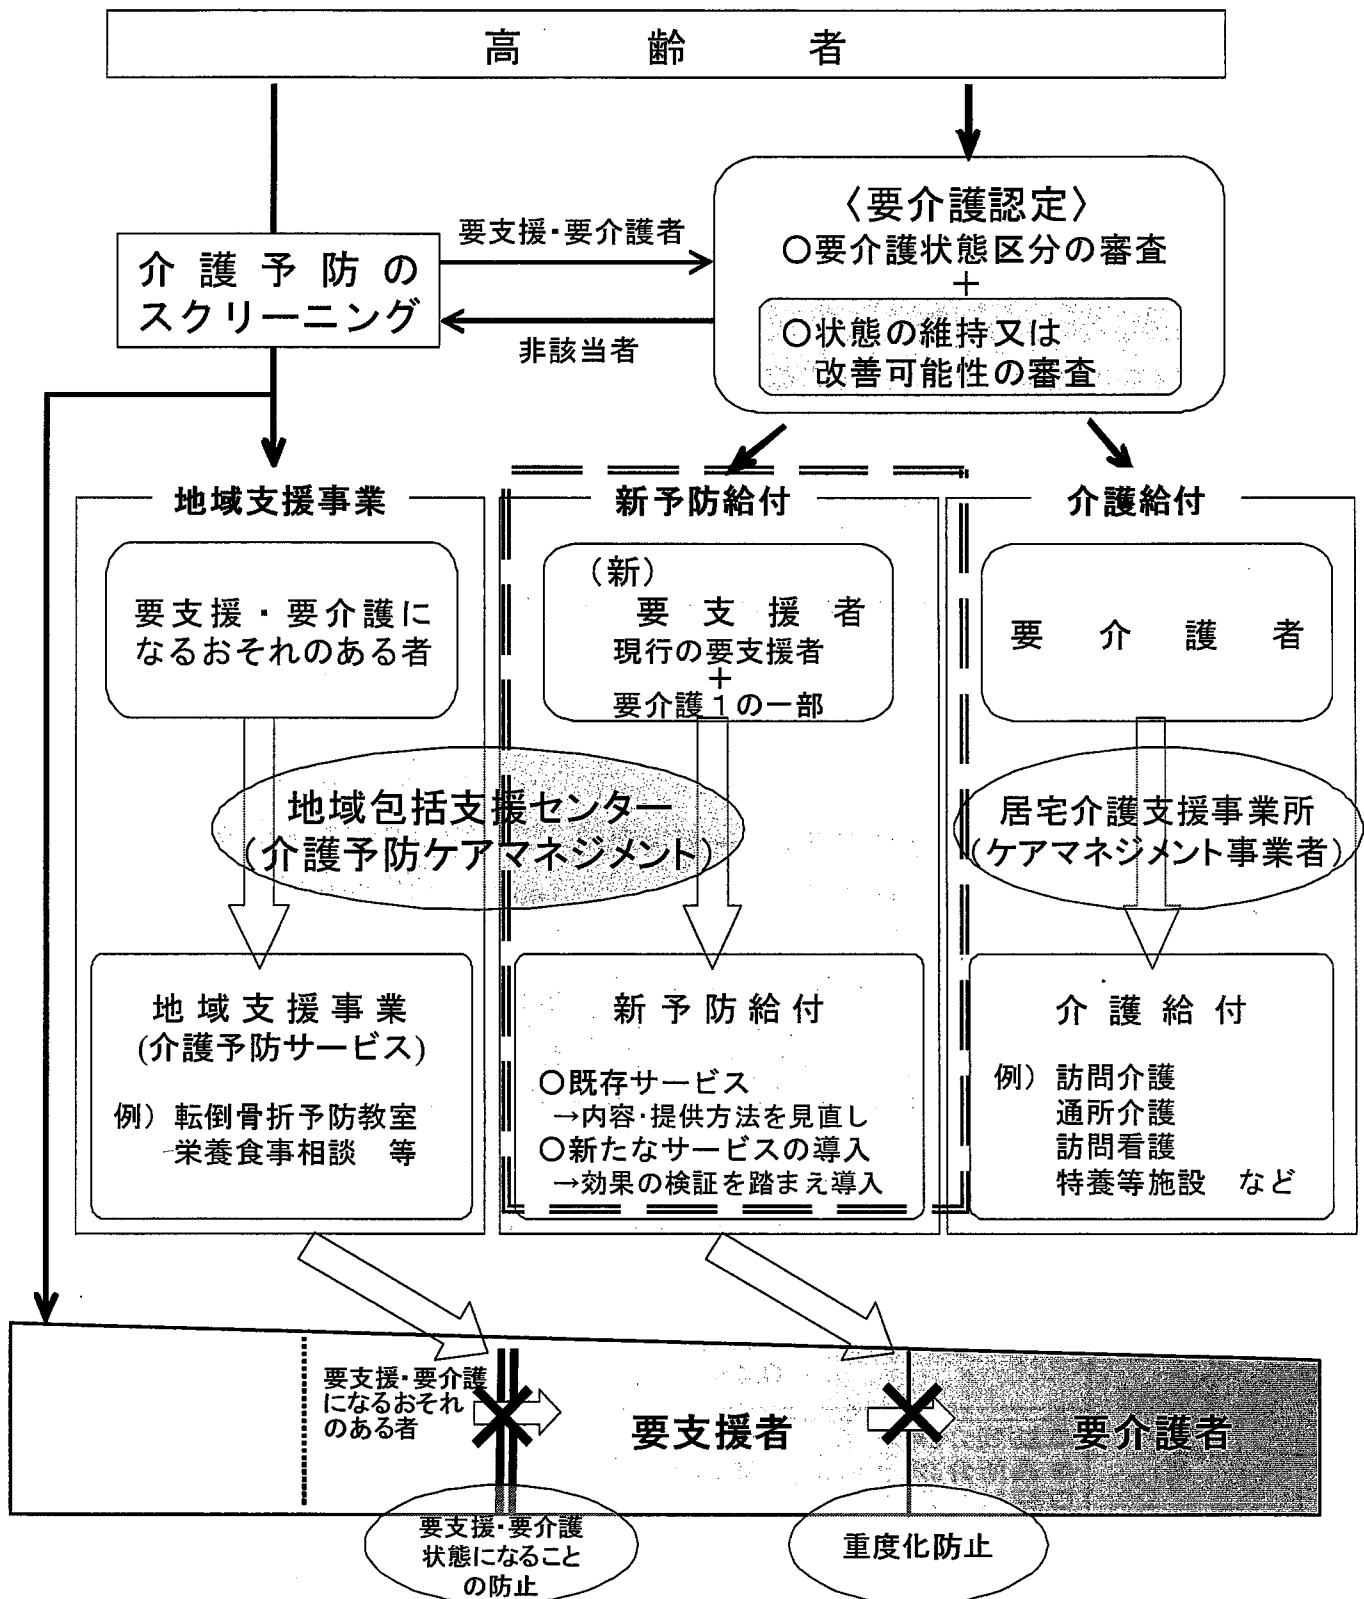 高齢者
〈要介護認定〉
○要介護状態区分の審査
＋
○状態の維持又は
改善可能性の審査
要支援・要介護者
介護予防の
スクリーニング
非該当者
地域支援事業
要支援・要介護に
なるおそれのある者
新予防給付
（新）
要支援者
現行の要支援者
＋
要介護１の一部
介護給付
要介護者
地域包括支援センター
（介護予防ケアマネジメント）
居宅介護支援事業所
（ケアマネジメント事業者）
地域支援事業
(介護予防サービス)
例）転倒骨折予防教室
栄養食事相談　等
新予防給付
○既存サービス
→内容・提供方法を見直し
○新たなサービスの導入
→効果の検証を踏まえ導入
介護給付
例）訪問介護
通所介護
訪問看護
特養等施設　など
要支援・要介護
になるおそれ
のある者
要支援者
要介護者
要支援・要介護
状態になること
の防止
重度化防止